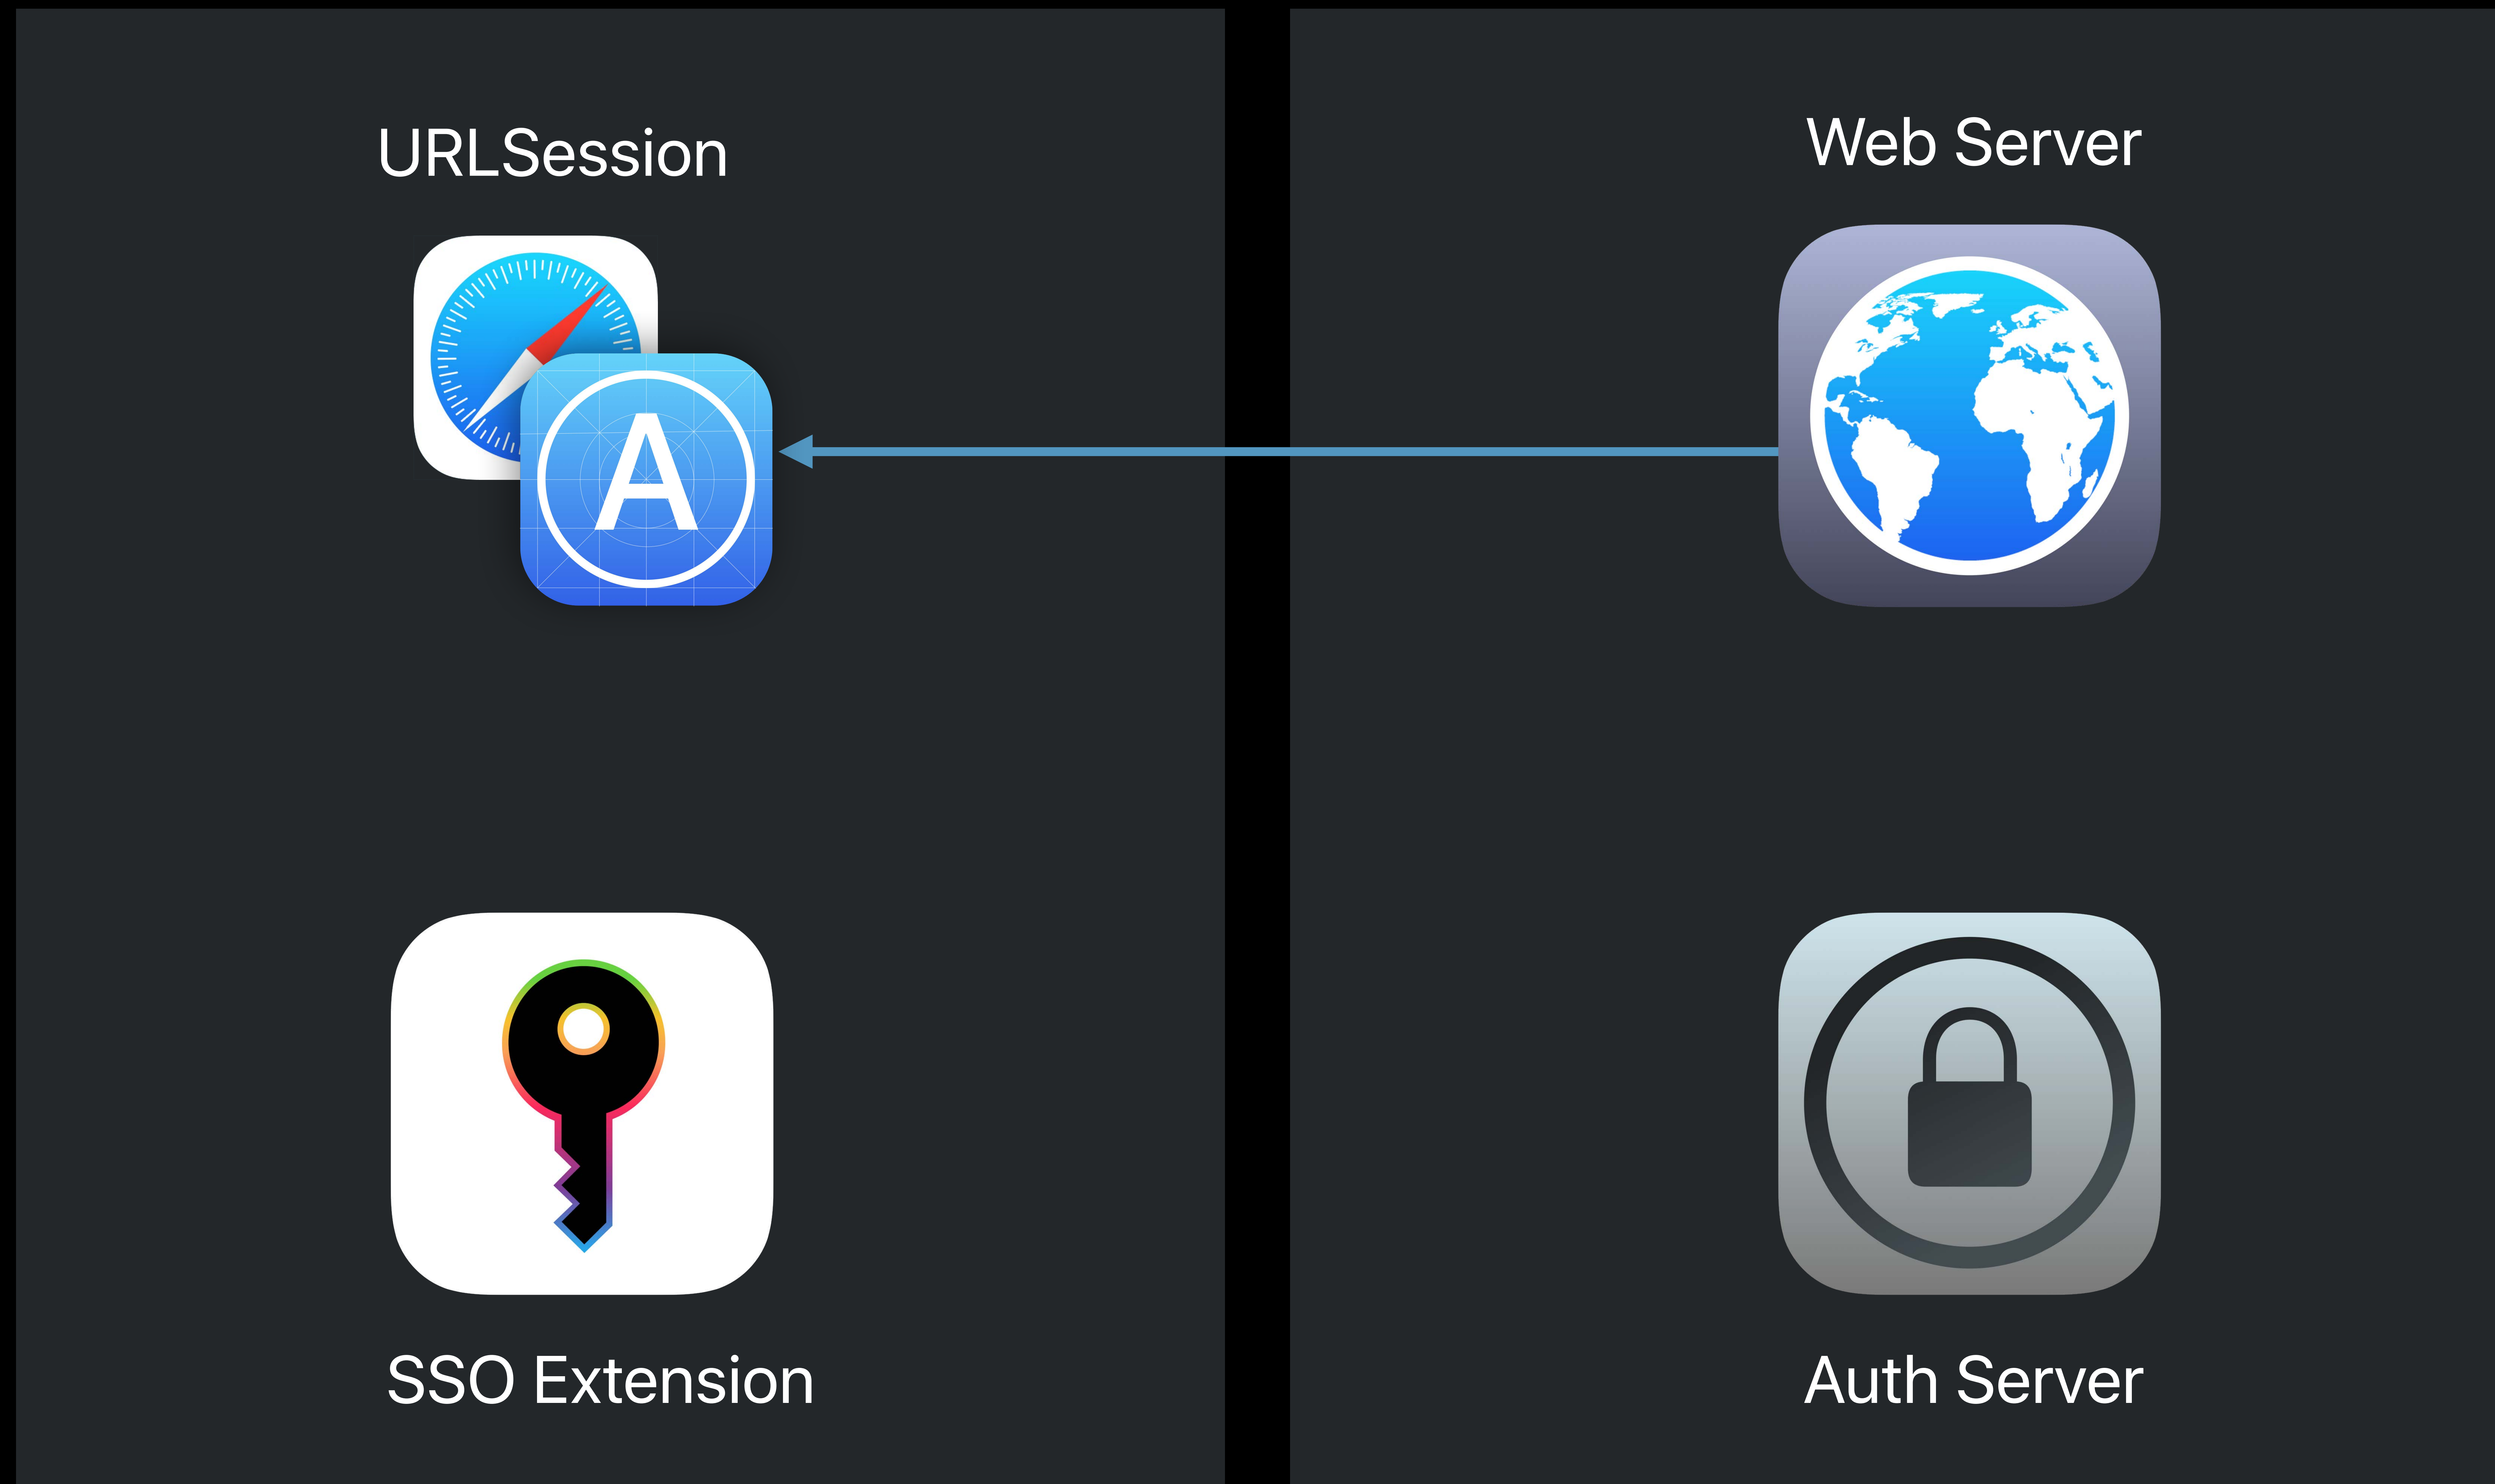 URLSession
Web Server
A
SSO Extension
Auth Server